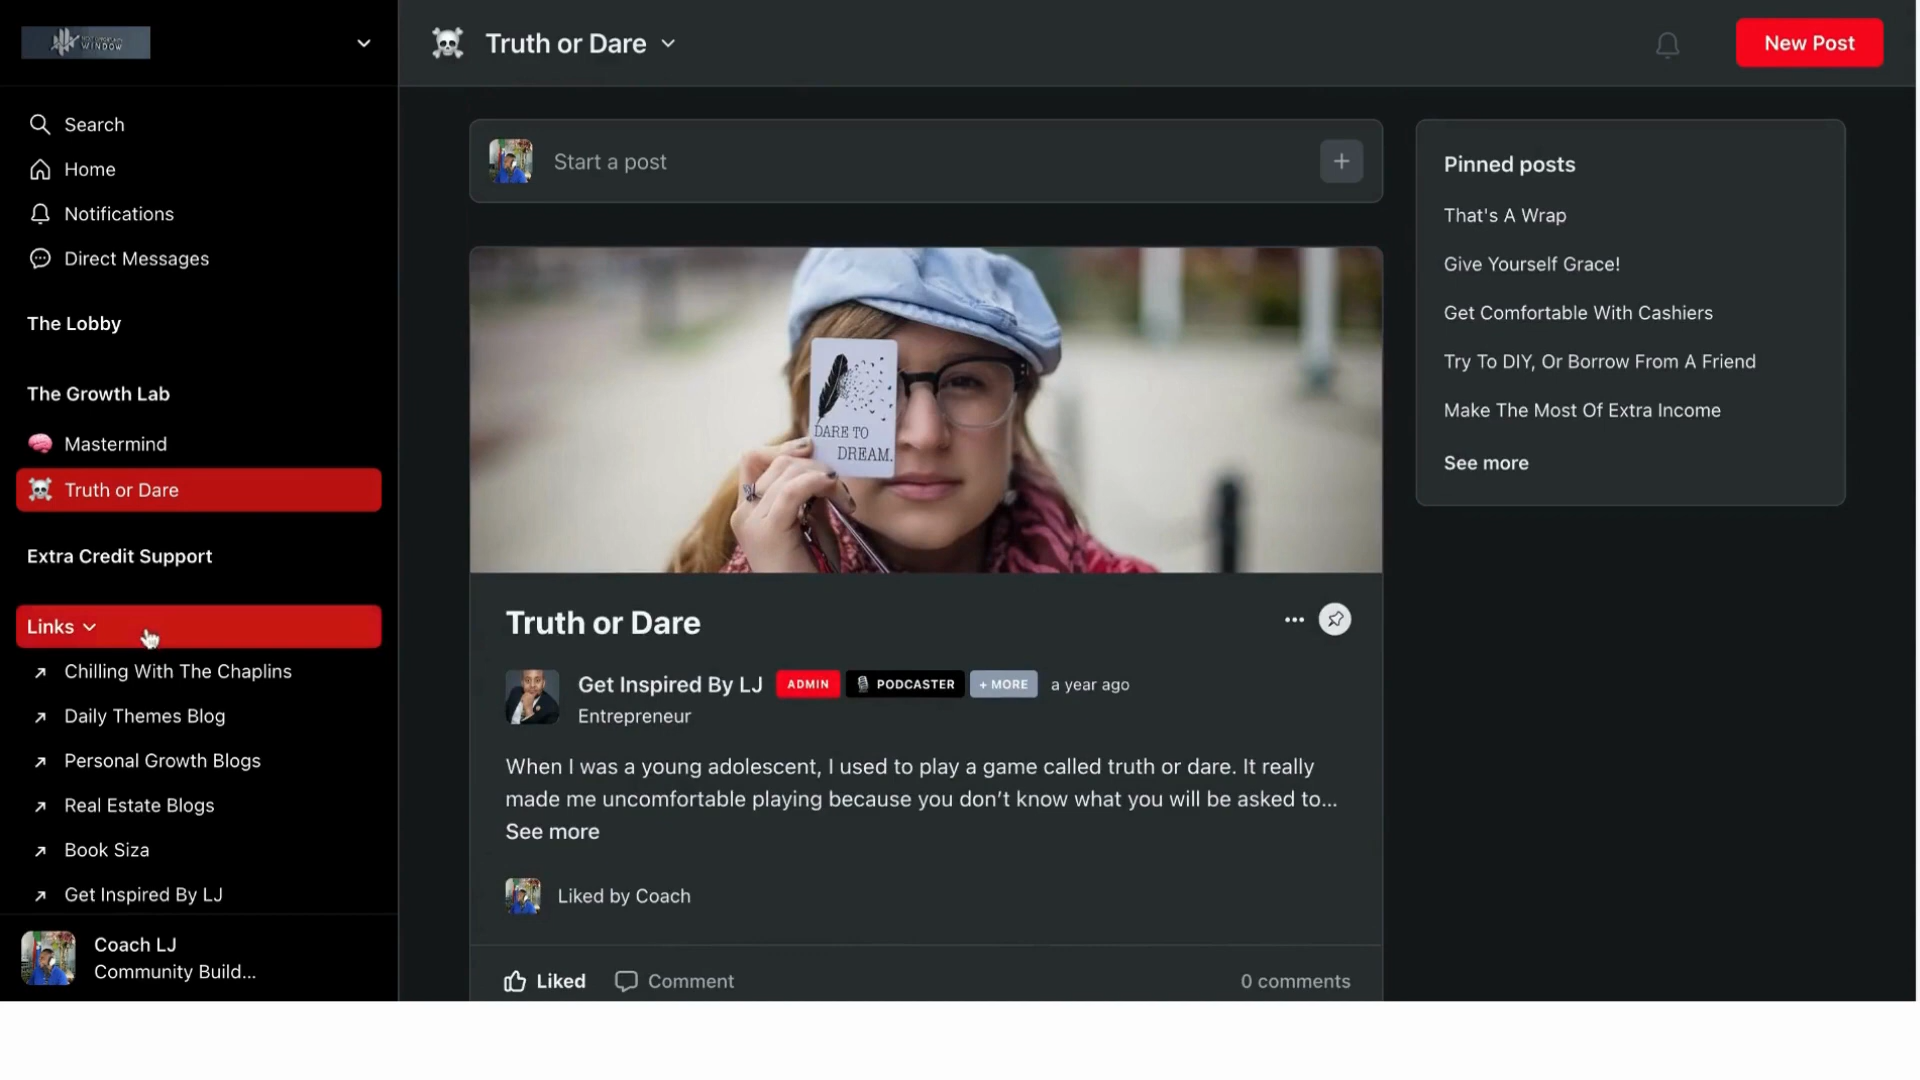 WINDOW
Search
Home
Notifications
Direct Messages
The Lobby
The Growth Lab
Mastermind
Truth or Dare
Extra Credit Support
Links
Chilling With The Chaplins
Daily Themes Blog
Personal Growth Blogs
Real Estate Blogs
Book Siza
Get Inspired By LJ
Coach LJ
Community Build...
Truth or Dare
New Post
Start a post
DARE TO
DREAM.
Truth or Dare
Get Inspired By LJ ADMIN PODCASTER + MORE a year ago
Entrepreneur
When I was a young adolescent, I used to play a game called truth or dare. It really
made me uncomfortable playing because you don’t know what you will be asked to...
See more
Liked by Coach
Liked Comment 0 comments
Pinned posts
That's A Wrap
Give Yourself Grace!
Get Comfortable With Cashiers
Try To DIY, Or Borrow From A Friend
Make The Most Of Extra Income
See more